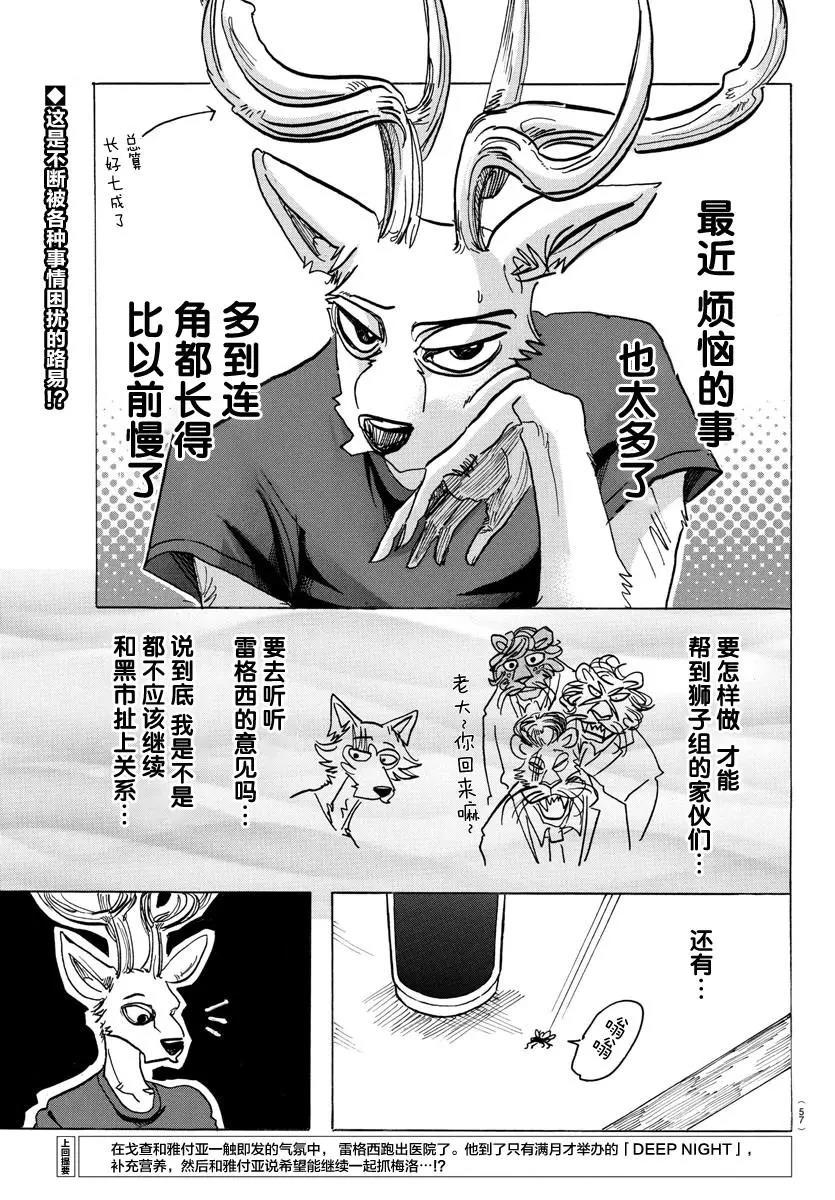 ◆这是不断被各种事情困扰的路易!?
最近 烦恼的事
也太多了
总算
长好七成了
多到连
角都长得
比以前慢了
要怎样做 才能
帮到狮子组的家伙们…
老大~你回来嘛~
要去听听
雷格西的意见吗…
说到底 我是不是
都不应该继续
和黑市扯上关系…
还有…
嗡嗡
(57)
上回提要
在戈查和雅付亚一触即发的气氛中， 雷格西跑出医院了。他到了只有满月才举办的「DEEP NIGHT」，
补充营养，然后和雅付亚说希望能继续一起抓梅洛…!?